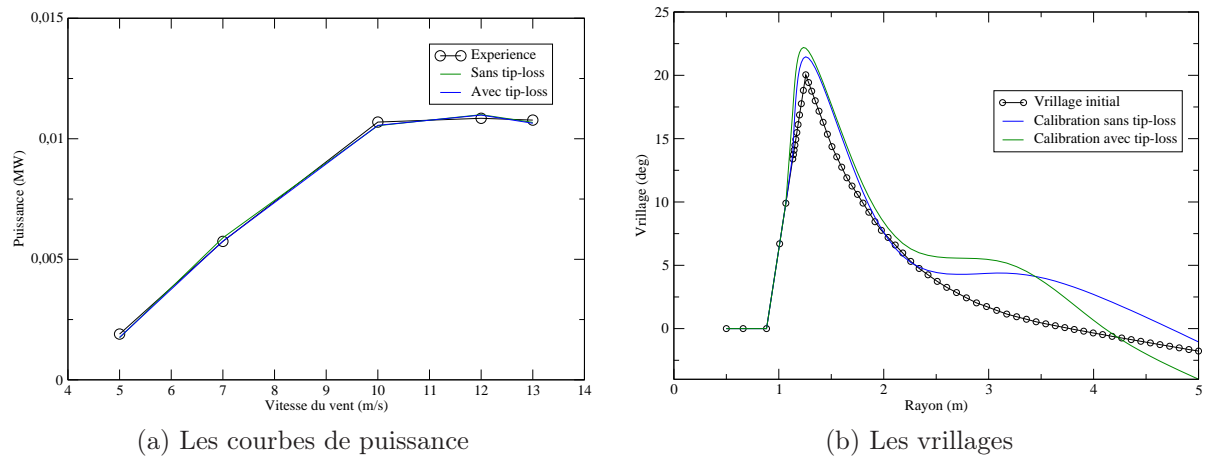 0,015
0,01
0,005
0
Puissance (MW)
4 5 6 7 8 9 10 11 12 13 14
Vitesse du vent (m/s)
Experience
Sans tip-loss
Avec tip-loss
(a) Les courbes de puissance
25
20
15
10
5
0
Vrillage (deg)
0 1 2 3 4 5
Rayon (m)
Vrillage initial
Calibration sans tip-loss
Calibration avec tip-loss
(b) Les vrillages